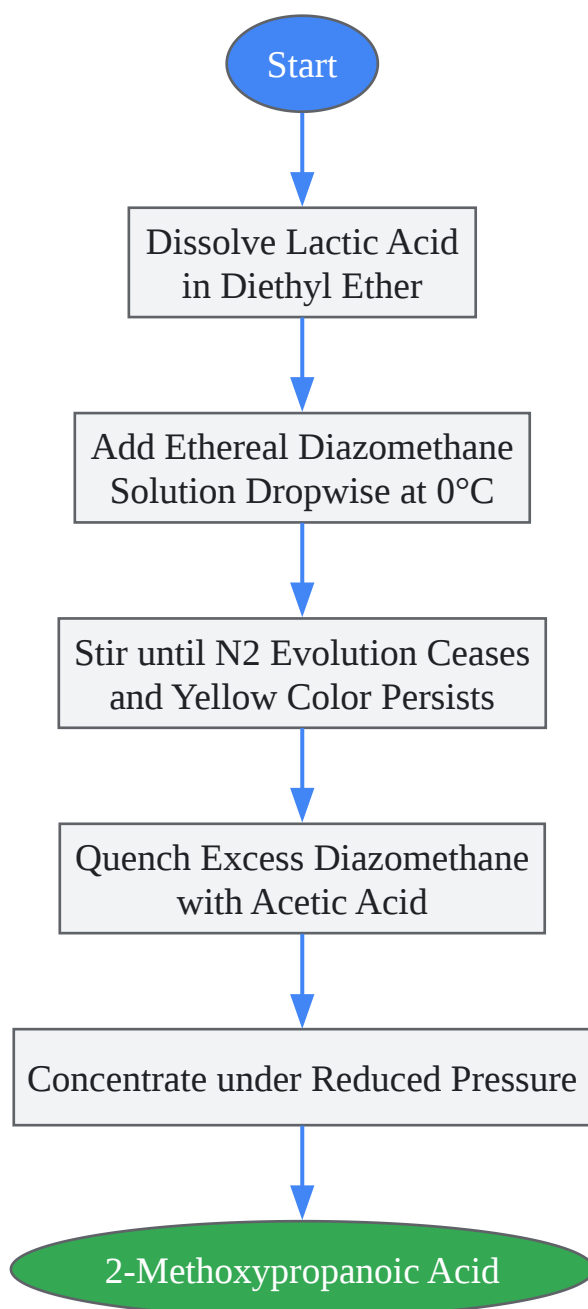 Start
Dissolve Lactic Acid
in Diethyl Ether
Add Ethereal Diazomethane
Solution Dropwise at 0°C
Stir until N2 Evolution Ceases
and Yellow Color Persists
Quench Excess Diazomethane
with Acetic Acid
Concentrate under Reduced Pressure
2-Methoxypropanoic Acid